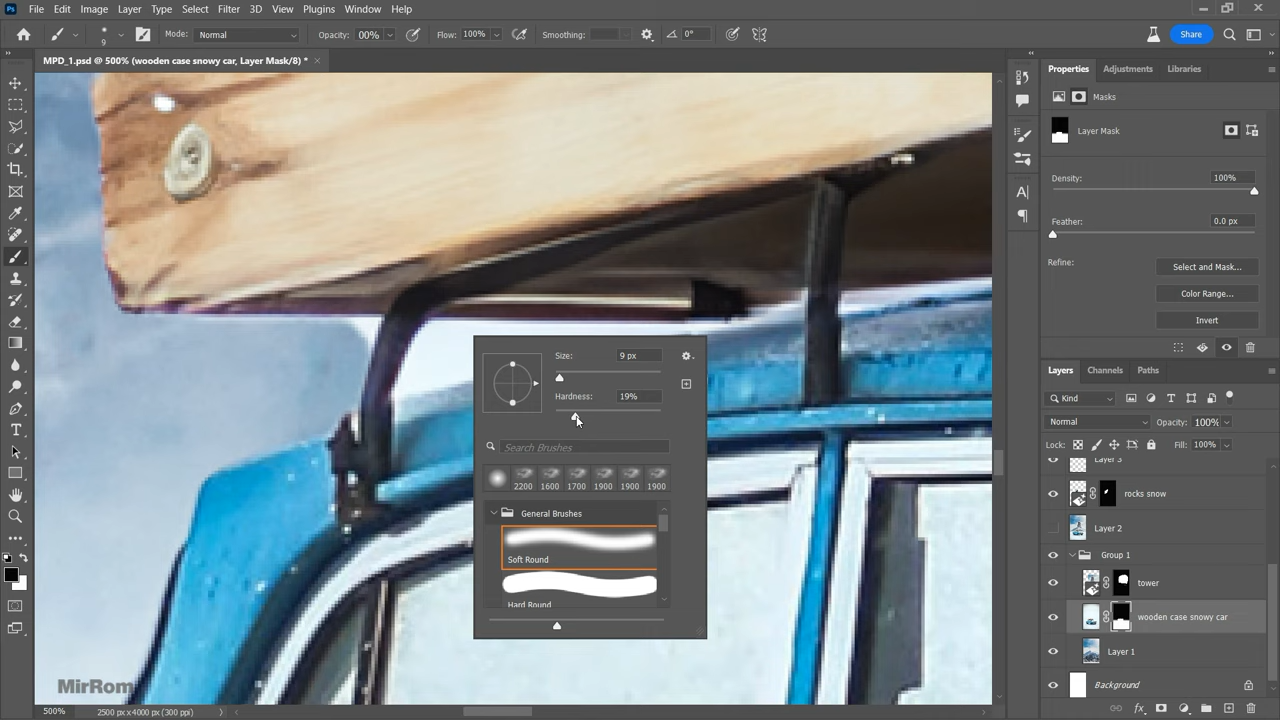 Ps File Edit Image Layer Type Select Filter 3D View Plugins Window Help
9 Mode: Normal Opacity: 00% Flow: 100% Smoothing: 0° Share
MPD_1.psd @ 500% (wooden case snowy car, Layer Mask/8) *
Properties Adjustments Libraries
Masks
Layer Mask
Density: 100%
Feather: 0.0 px
Refine: Select and Mask...
Color Range...
Invert
Size: 9 px
Hardness: 19%
Search Brushes
2200 1600 1700 1900 1900 1900
General Brushes
Soft Round
Hard Round
Layers Channels Paths
Kind
Normal Opacity: 100%
Lock: Fill: 100%
Layer 3
rocks snow
Layer 2
Group 1
tower
wooden case snowy car
Layer 1
Background
MirRom
500% 2500 px x 4000 px (300 ppi)